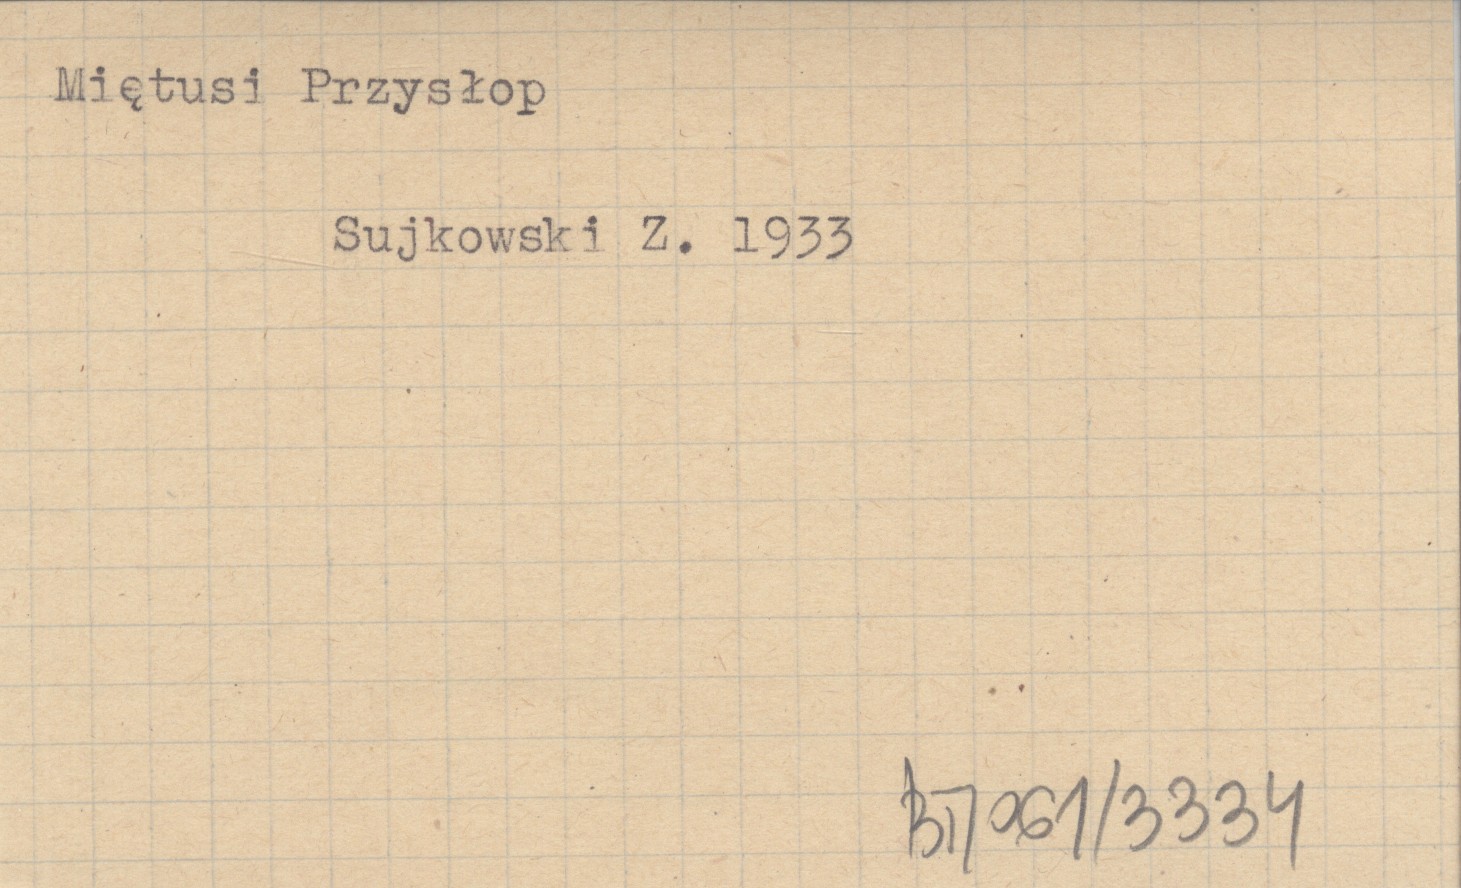 Miętusi Przysłop
Sujkowski Z. 1933
BT/061/3334